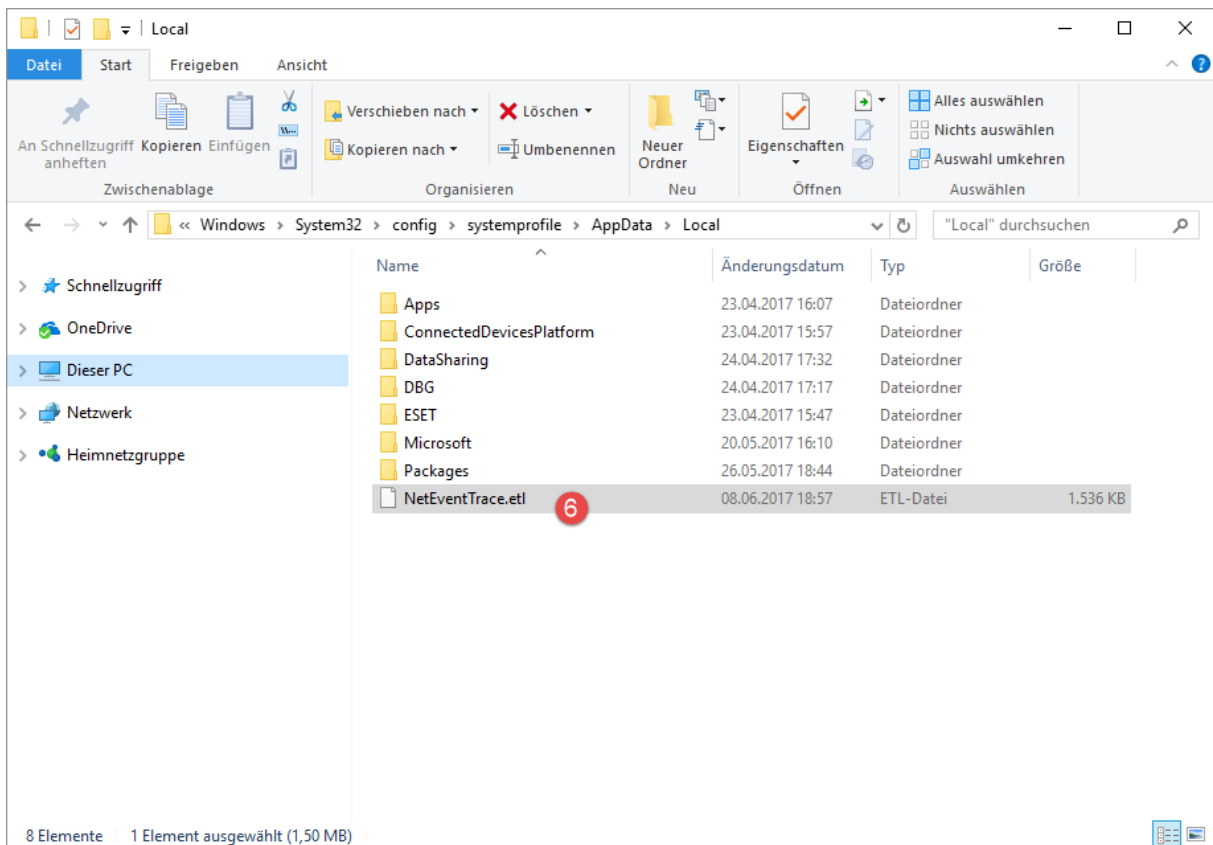 Local
Datei Start Freigeben Ansicht
An Schnellzugriff anheften
Kopieren
Einfügen
Verschieben nach
Kopieren nach
Löschen
Umbenennen
Neuer Ordner
Eigenschaften
Alles auswählen
Nichts auswählen
Auswahl umkehren
Zwischenablage Organisieren Neu Öffnen Auswählen
« Windows > System32 > config > systemprofile > AppData > Local "Local" durchsuchen
Schnellzugriff
OneDrive
Dieser PC
Netzwerk
Heimnetzgruppe
Name Änderungsdatum Typ Größe
Apps 23.04.2017 16:07 Dateiordner
ConnectedDevicesPlatform 23.04.2017 15:57 Dateiordner
DataSharing 24.04.2017 17:32 Dateiordner
DBG 24.04.2017 17:17 Dateiordner
ESET 23.04.2017 15:47 Dateiordner
Microsoft 20.05.2017 16:10 Dateiordner
Packages 26.05.2017 18:44 Dateiordner
NetEventTrace.etl 6 08.06.2017 18:57 ETL-Datei 1.536 KB
8 Elemente 1 Element ausgewählt (1,50 MB)